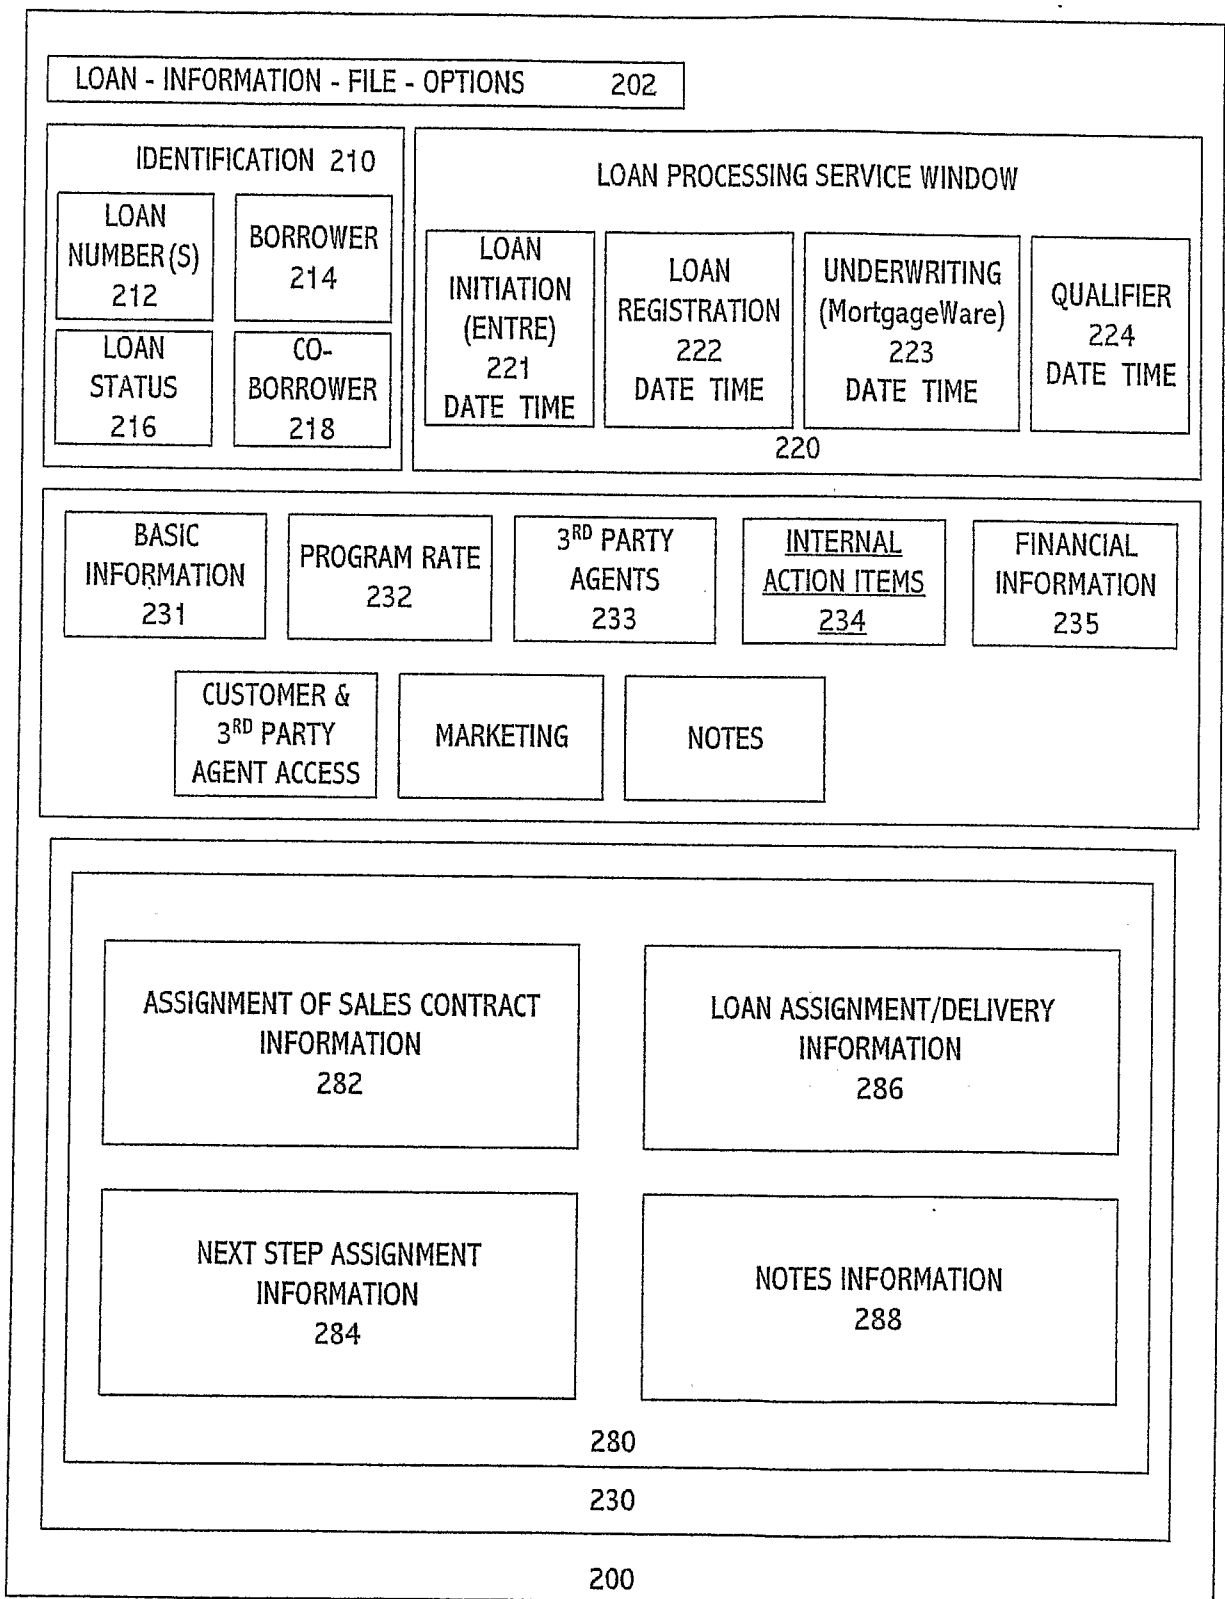 LOAN - INFORMATION - FILE - OPTIONS 202
IDENTIFICATION 210
LOAN
NUMBER(S)
212
BORROWER
214
LOAN
STATUS
216
CO-
BORROWER
218
LOAN PROCESSING SERVICE WINDOW
LOAN
INITIATION
(ENTRE)
221
DATE TIME
LOAN
REGISTRATION
222
DATE TIME
UNDERWRITING
(MortgageWare)
223
DATE TIME
QUALIFIER
224
DATE TIME
220
BASIC
INFORMATION
231
PROGRAM RATE
232
3RD PARTY
AGENTS
233
INTERNAL
ACTION ITEMS
234
FINANCIAL
INFORMATION
235
CUSTOMER &
3RD PARTY
AGENT ACCESS
MARKETING
NOTES
ASSIGNMENT OF SALES CONTRACT
INFORMATION
282
LOAN ASSIGNMENT/DELIVERY
INFORMATION
286
NEXT STEP ASSIGNMENT
INFORMATION
284
NOTES INFORMATION
288
280
230
200